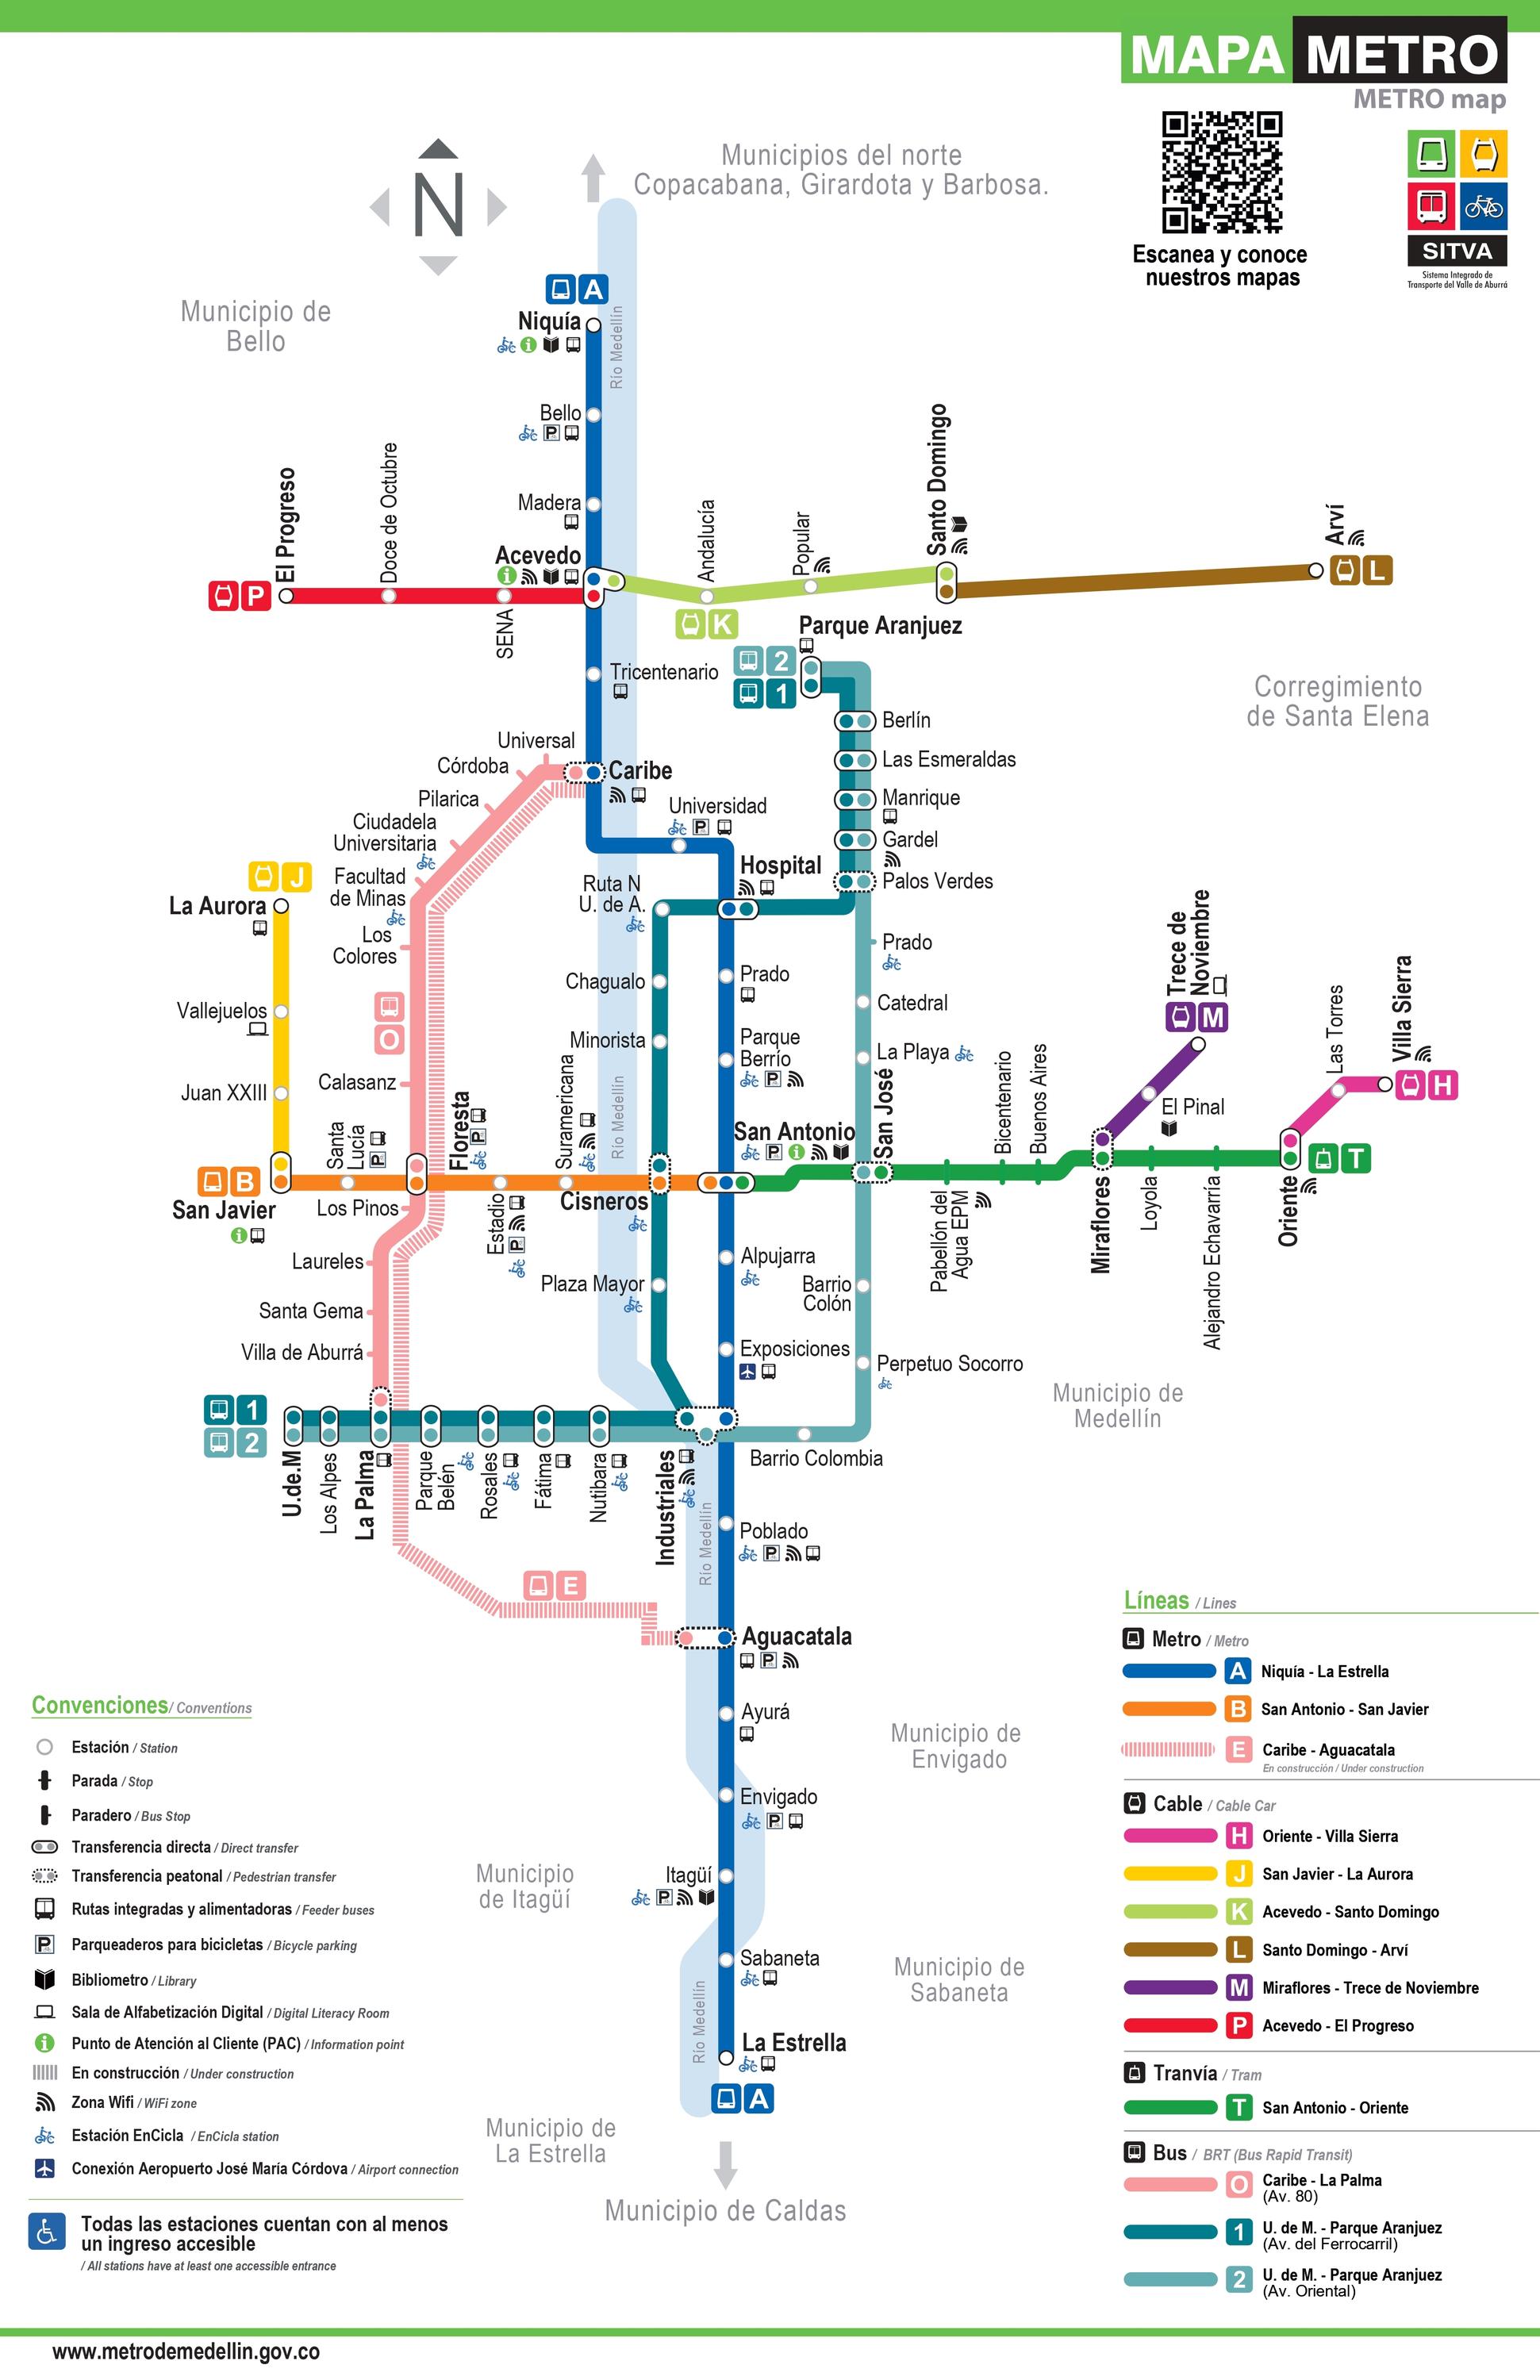 MAPA METRO
METRO map
Escanea y conoce
nuestros mapas
SITVA
Sistema Integrado de
Transporte del Valle de Aburrá
N
Municipios del norte
Copacabana, Girardota y Barbosa.
Municipio de
Bello
A
Niquía
Río Medellín
Bello
Madera
Acevedo
P
El Progreso
Doce de Octubre
SENA
Andalucía
K
Popular
Santo Domingo
Arví
L
Parque Aranjuez
2
1
Tricentenario
Corregimiento
de Santa Elena
Berlín
Las Esmeraldas
Manrique
Gardel
Palos Verdes
Universal
Córdoba
Pilarica
Ciudadela
Universitaria
Facultad
de Minas
Los
Colores
Caribe
Universidad
Hospital
Ruta N
U. de A.
J
La Aurora
Vallejuelos
Juan XXIII
O
Calasanz
Chagualo
Minorista
Prado
Parque
Berrío
Prado
Catedral
La Playa
Trece de
Noviembre
M
El Pinal
Las Torres
Villa Sierra
H
Santa
Lucía
Floresta
Suramericana
Río Medellín
San Antonio
San José
Bicentenario
Buenos Aires
B
San Javier
Los Pinos
Estadio
Cisneros
T
Pabellón del
Agua EPM
Miraflores
Loyola
Alejandro Echavarría
Oriente
Laureles
Santa Gema
Villa de Aburrá
Plaza Mayor
Alpujarra
Barrio
Colón
Exposiciones
Perpetuo Socorro
Municipio de
Medellín
1
2
U.de.M
Los Alpes
La Palma
Parque
Belén
Rosales
Fátima
Nutibara
Industriales
Barrio Colombia
Río Medellín
Poblado
E
Aguacatala
Ayurá
Municipio de
Envigado
Envigado
Municipio
de Itagüí
Itagüí
Sabaneta
Municipio de
Sabaneta
Río Medellín
La Estrella
A
Municipio de
La Estrella
Municipio de Caldas
Convenciones / Conventions
Estación / Station
Parada / Stop
Paradero / Bus Stop
Transferencia directa / Direct transfer
Transferencia peatonal / Pedestrian transfer
Rutas integradas y alimentadoras / Feeder buses
P Parqueaderos para bicicletas / Bicycle parking
Bibliometro / Library
Sala de Alfabetización Digital / Digital Literacy Room
i Punto de Atención al Cliente (PAC) / Information point
En construcción / Under construction
Zona Wifi / WiFi zone
Estación EnCicla / EnCicla station
Conexión Aeropuerto José María Córdova / Airport connection
Todas las estaciones cuentan con al menos
un ingreso accesible
/ All stations have at least one accessible entrance
Líneas / Lines
Metro / Metro
A Niquía - La Estrella
B San Antonio - San Javier
E Caribe - Aguacatala
En construcción / Under construction
Cable / Cable Car
H Oriente - Villa Sierra
J San Javier - La Aurora
K Acevedo - Santo Domingo
L Santo Domingo - Arví
M Miraflores - Trece de Noviembre
P Acevedo - El Progreso
Tranvía / Tram
T San Antonio - Oriente
Bus / BRT (Bus Rapid Transit)
O Caribe - La Palma
(Av. 80)
1 U. de M. - Parque Aranjuez
(Av. del Ferrocarril)
2 U. de M. - Parque Aranjuez
(Av. Oriental)
www.metrodemedellin.gov.co